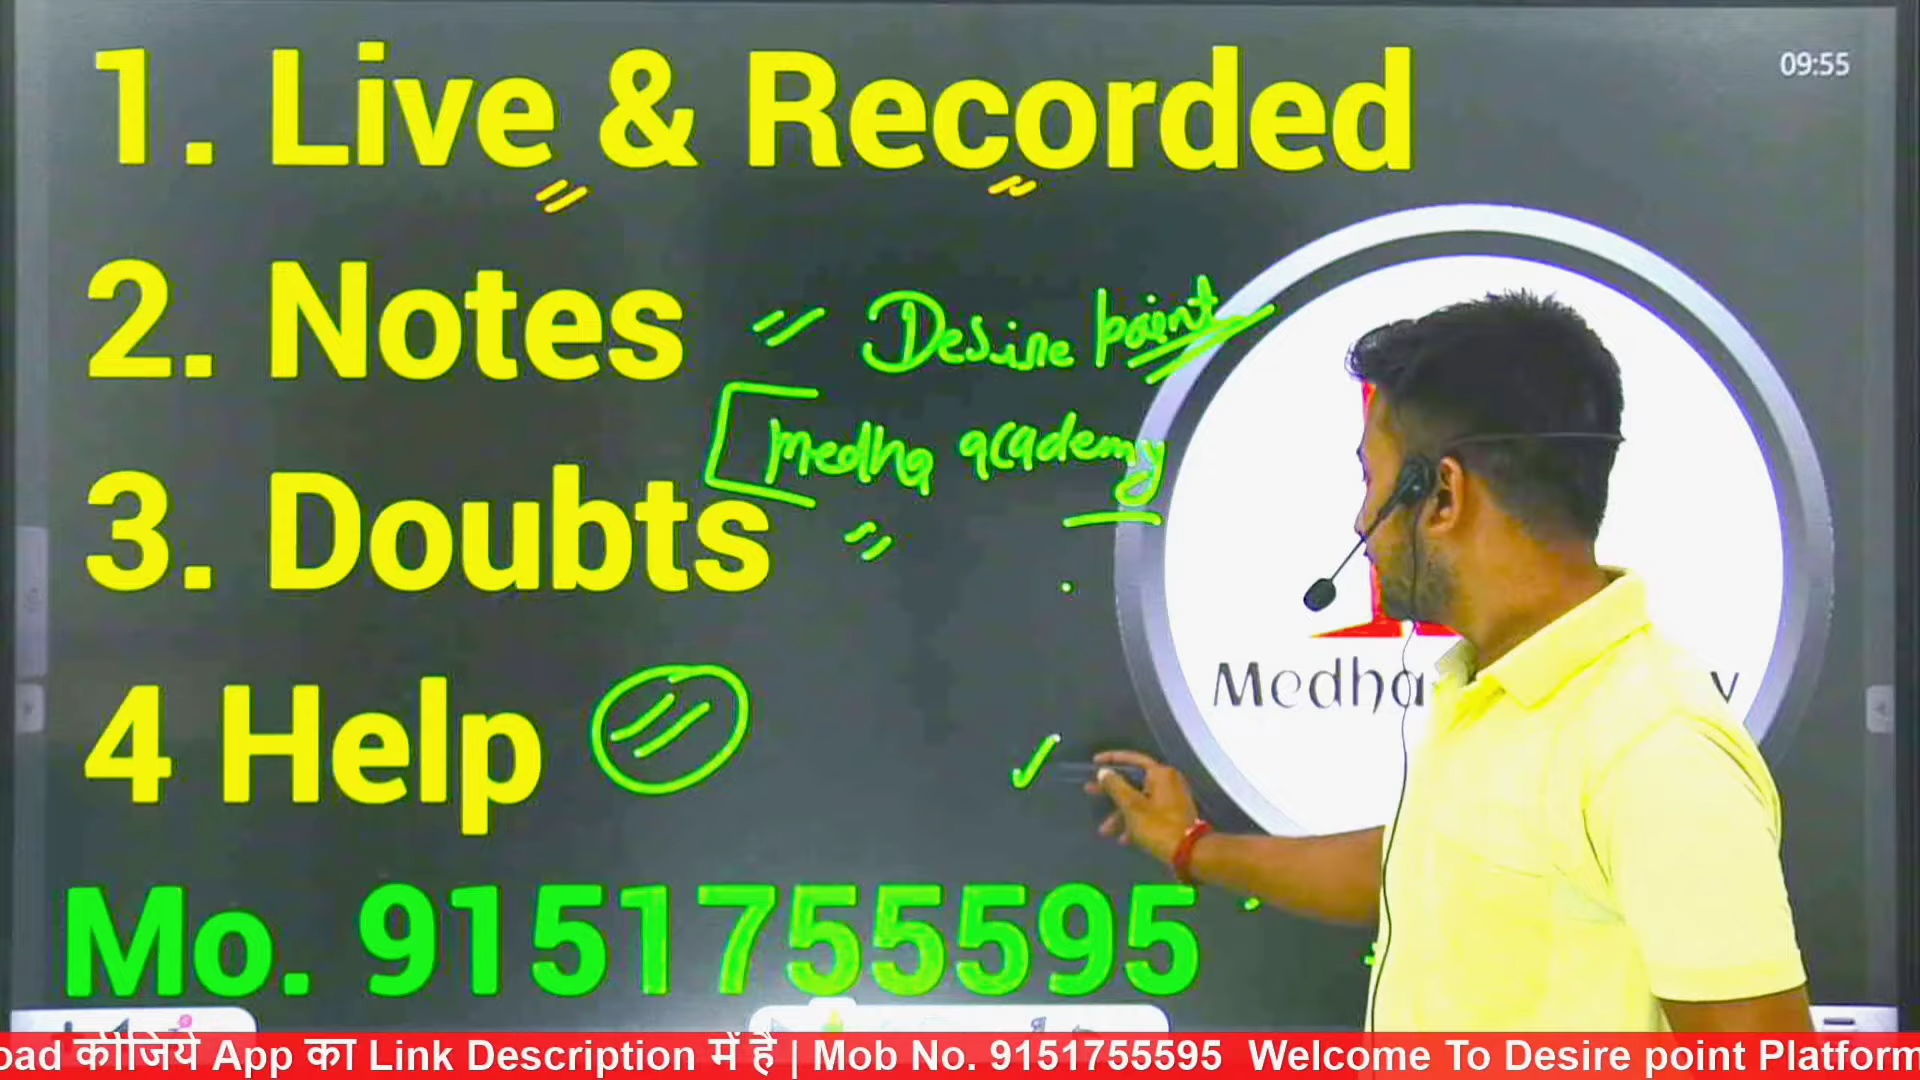 1. Live & Recorded
09:55
2. Notes
Desire point
Medha academy
3. Doubts
Medha
4 Help
Mo. 9151755595
कीजिये App का Link Description में है | Mob No. 9151755595 Welcome To Desire point Platform